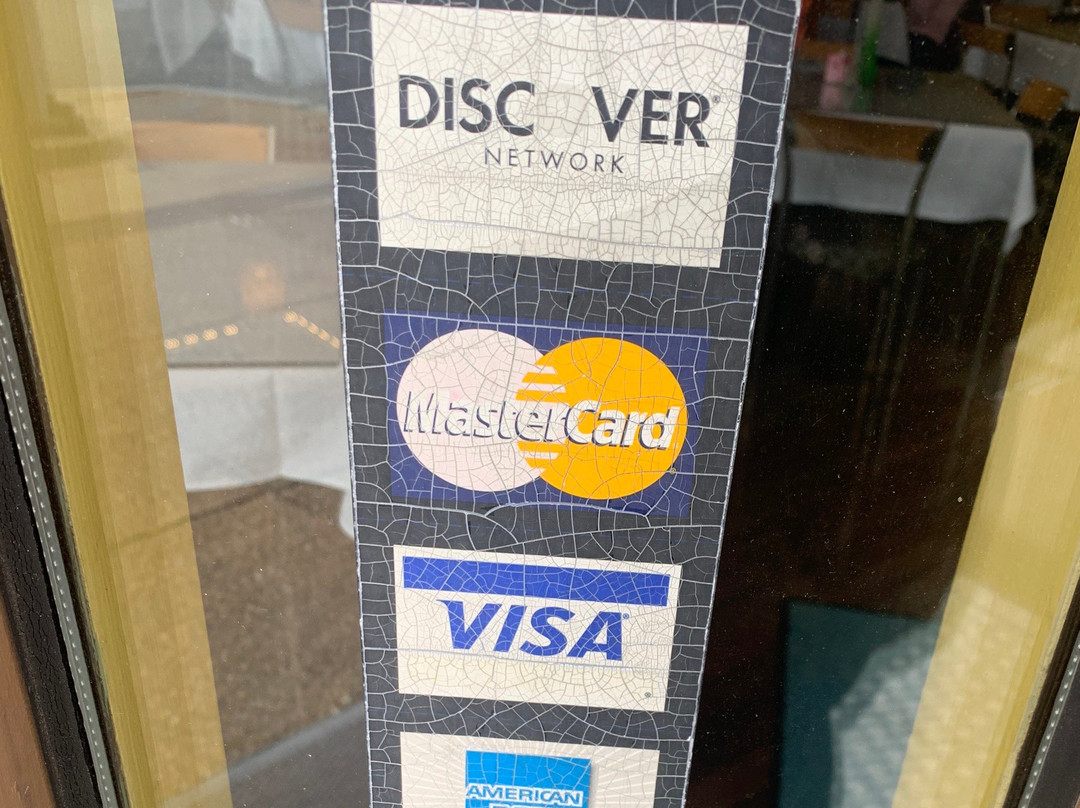 DISC VER®
NETWORK
MasterCard
VISA®
AMERICAN